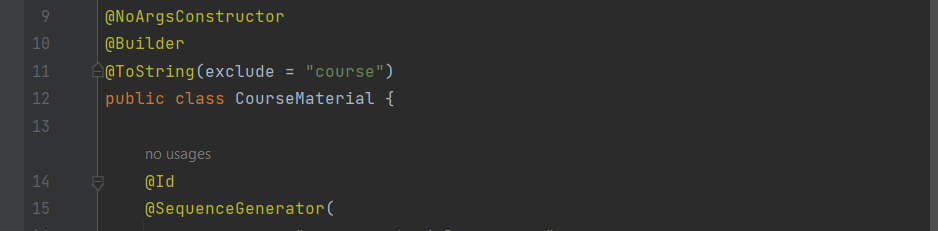 9 @NoArgsConstructor
10 @Builder
11 @ToString(exclude = "course")
12 public class CourseMaterial {
13
no usages
14 @Id
15 @SequenceGenerator(